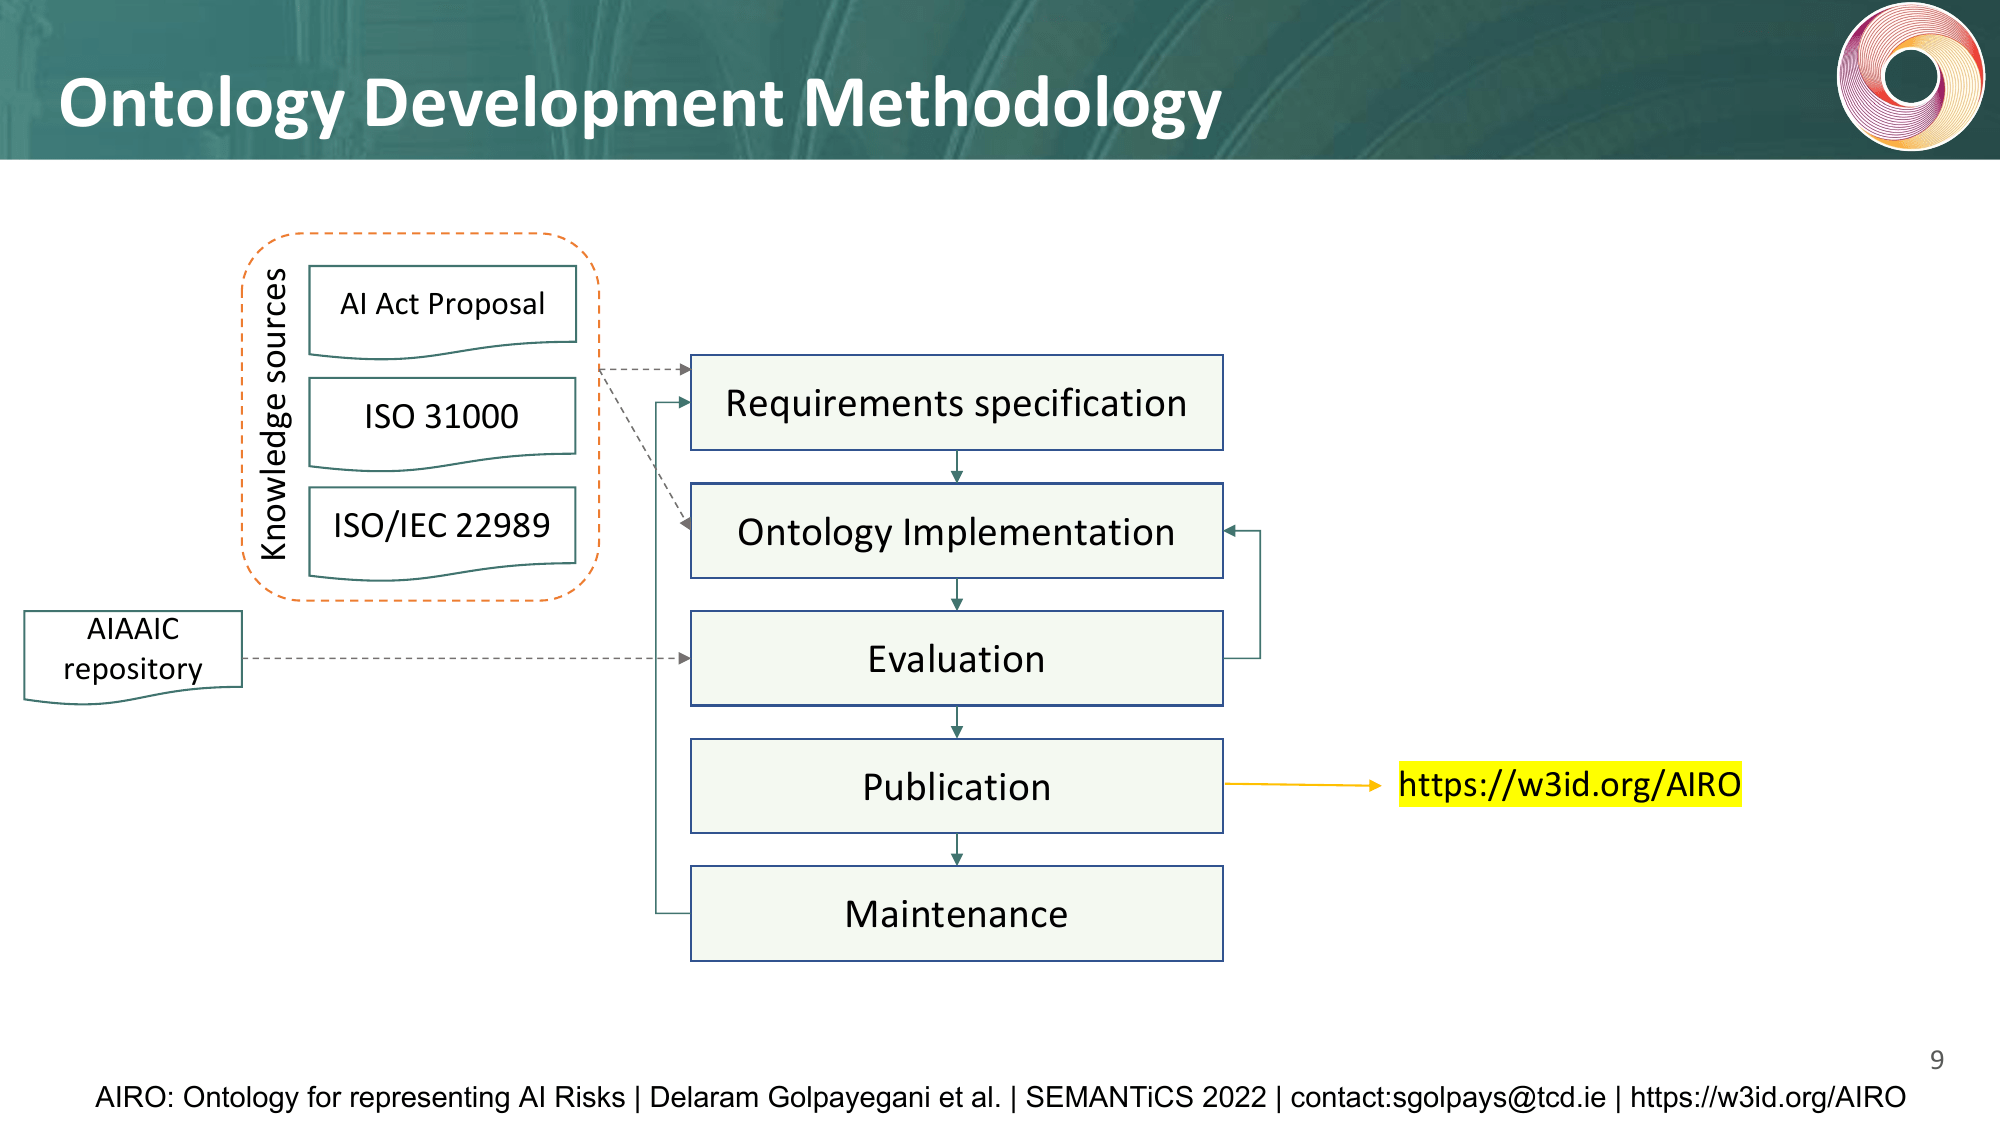 Ontology Development Methodology
Knowledge sources
AI Act Proposal
ISO 31000
ISO/IEC 22989
AIAAIC
repository
Requirements specification
Ontology Implementation
Evaluation
Publication
https://w3id.org/AIRO
Maintenance
9
AIRO: Ontology for representing AI Risks | Delaram Golpayegani et al. | SEMANTiCS 2022 | contact:sgolpays@tcd.ie | https://w3id.org/AIRO